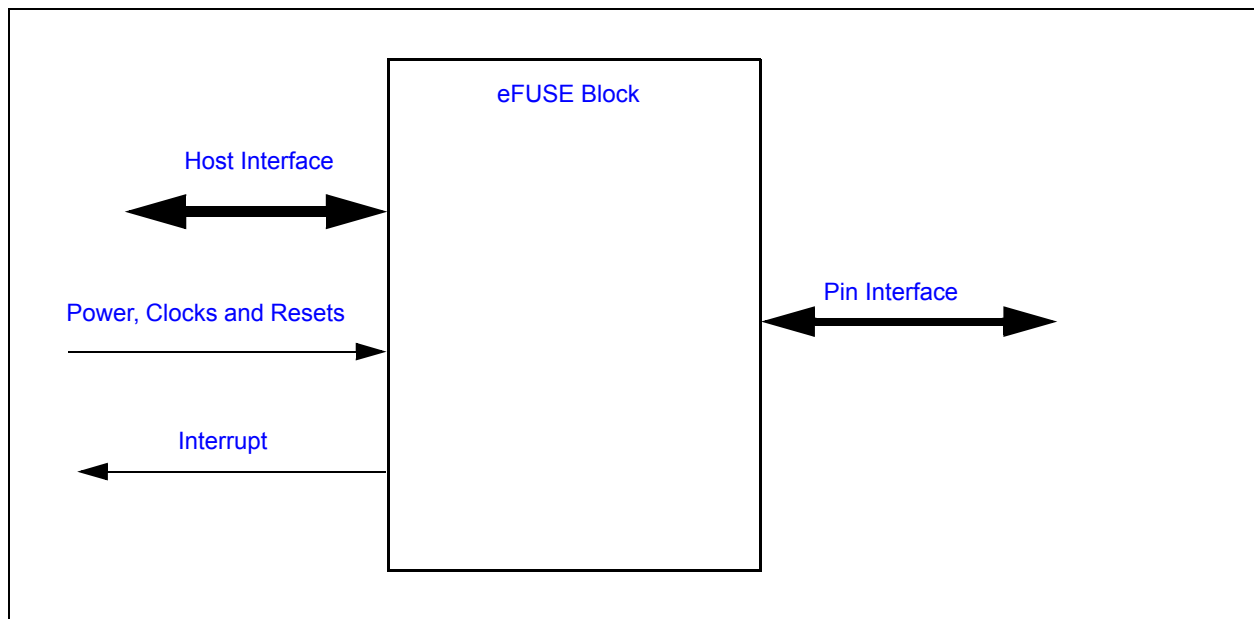 eFUSE Block
Host Interface
Pin Interface
Power, Clocks and Resets
Interrupt